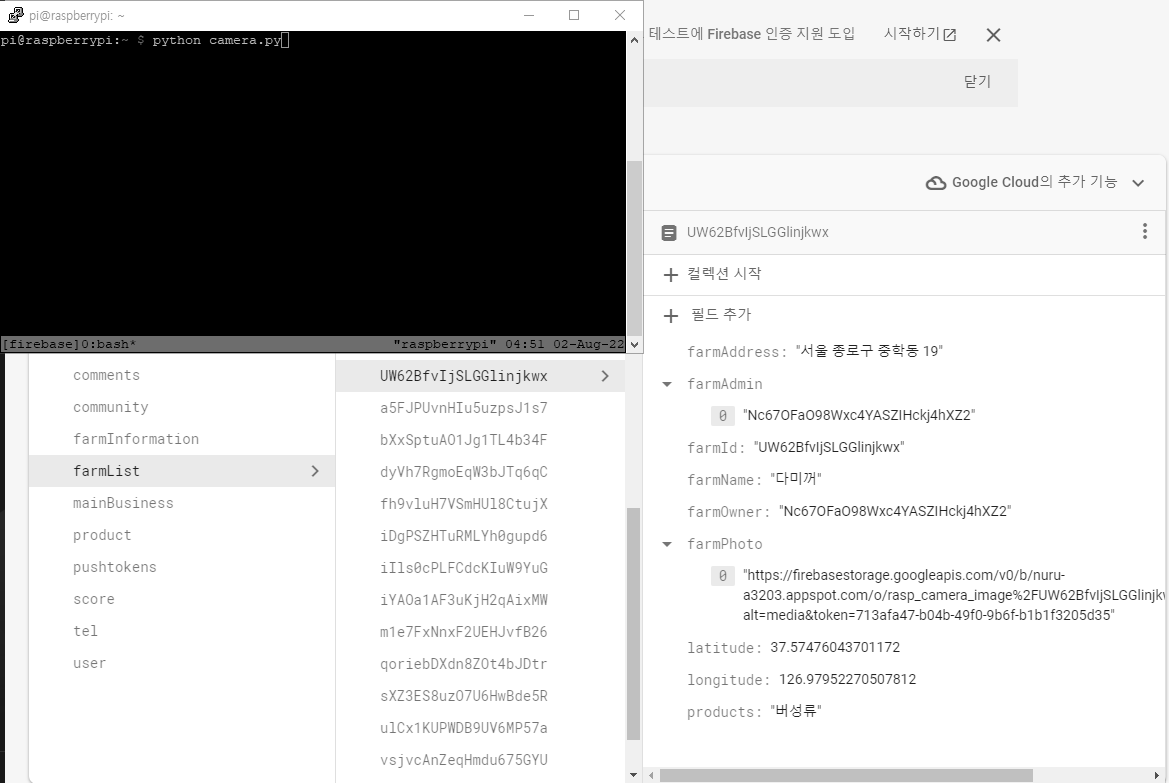 pi@raspberrypi: ~
pi@raspberrypi:~ $ python camera.py
[firebase]0:bash* "raspberrypi" 04:51 02-Aug-22
테스트에 Firebase 인증 지원 도입 시작하기
닫기
Google Cloud의 추가 기능
comments
community
farmInformation
farmList
mainBusiness
product
pushtokens
score
tel
user
UW62BfvIjSLGGlinjkwx
a5FJPUvnHIu5uzpsJ1s7
bXxSptuAO1Jg1TL4b34F
dyVh7RgmoEqW3bJTq6qC
fh9vluH7VSmHUl8CtujX
iDgPSZHTuRMLYh0gupd6
iIls0cPLFCdcKIuW9YuG
iYAOa1AF3uKjH2qAixMW
m1e7FxNnxF2UEHJvfB26
qoriebDXdn8ZOt4bJDtr
sXZ3ES8uzO7U6HwBde5R
ulCx1KUPWDB9UV6MP57a
vsjvcAnZeqHmdu675GYU
UW62BfvIjSLGGlinjkwx
컬렉션 시작
필드 추가
farmAddress: "서울 종로구 중학동 19"
farmAdmin
0 "Nc67OFaO98Wxc4YASZIHckj4hXZ2"
farmId: "UW62BfvIjSLGGlinjkwx"
farmName: "다미꺼"
farmOwner: "Nc67OFaO98Wxc4YASZIHckj4hXZ2"
farmPhoto
0 "https://firebasestorage.googleapis.com/v0/b/nuru-
a3203.appspot.com/o/rasp_camera_image%2FUW62BfvIjSLGGlinjkw
alt=media&token=713afa47-b04b-49f0-9b6f-b1b1f3205d35"
latitude: 37.57476043701172
longitude: 126.97952270507812
products: "버섯류"